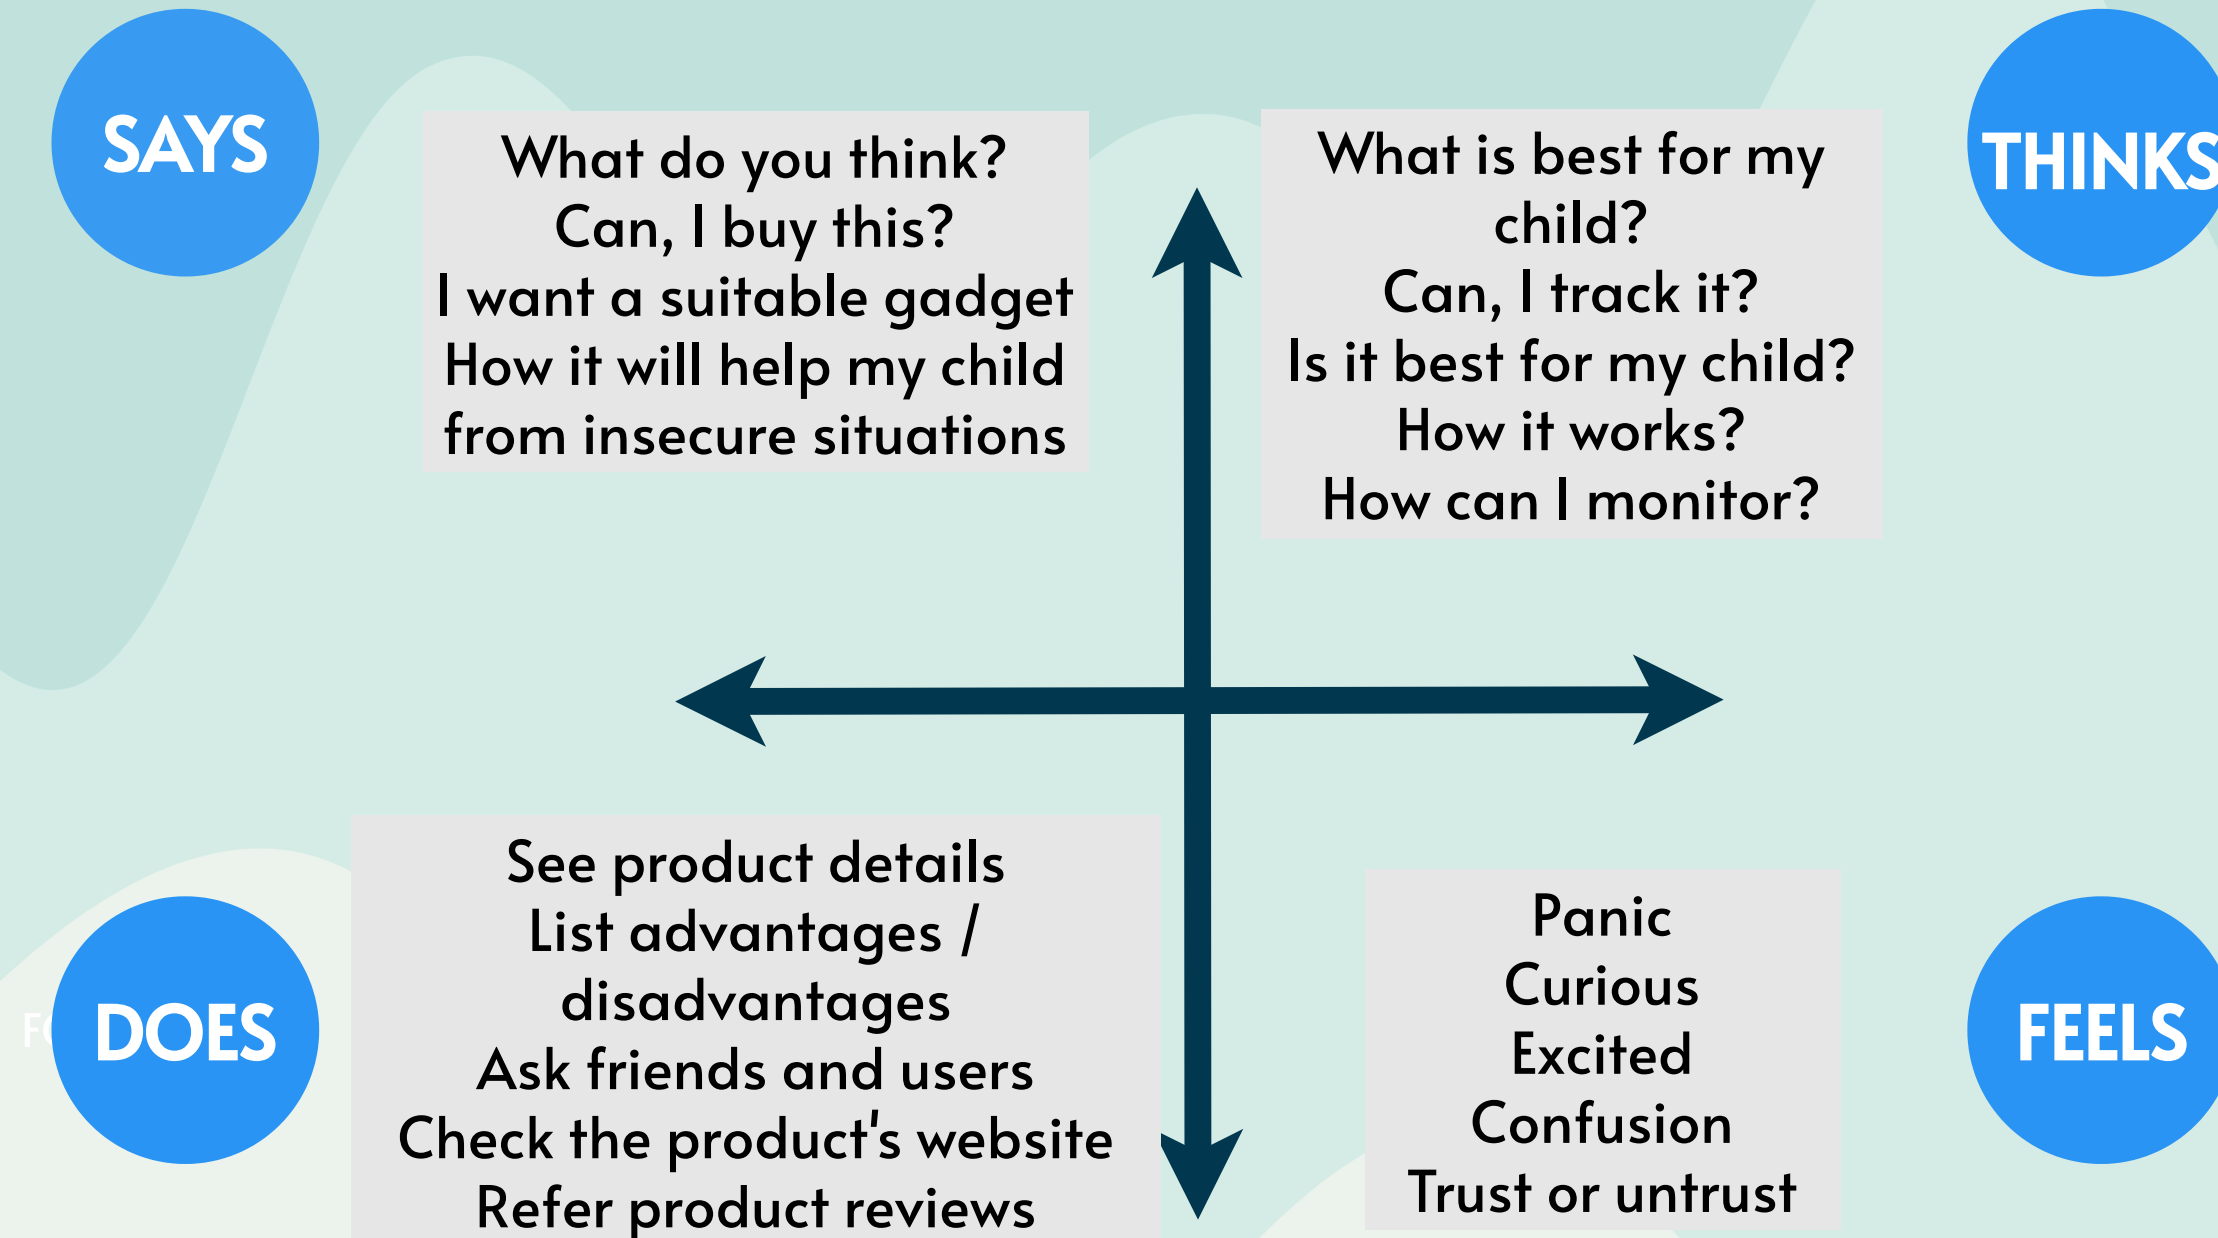 SAYS
What do you think?
Can, I buy this?
I want a suitable gadget
How it will help my child
from insecure situations
What is best for my
child?
Can, I track it?
Is it best for my child?
How it works?
How can I monitor?
THINKS
DOES
See product details
List advantages /
disadvantages
Ask friends and users
Check the product's website
Refer product reviews
Panic
Curious
Excited
Confusion
Trust or untrust
FEELS